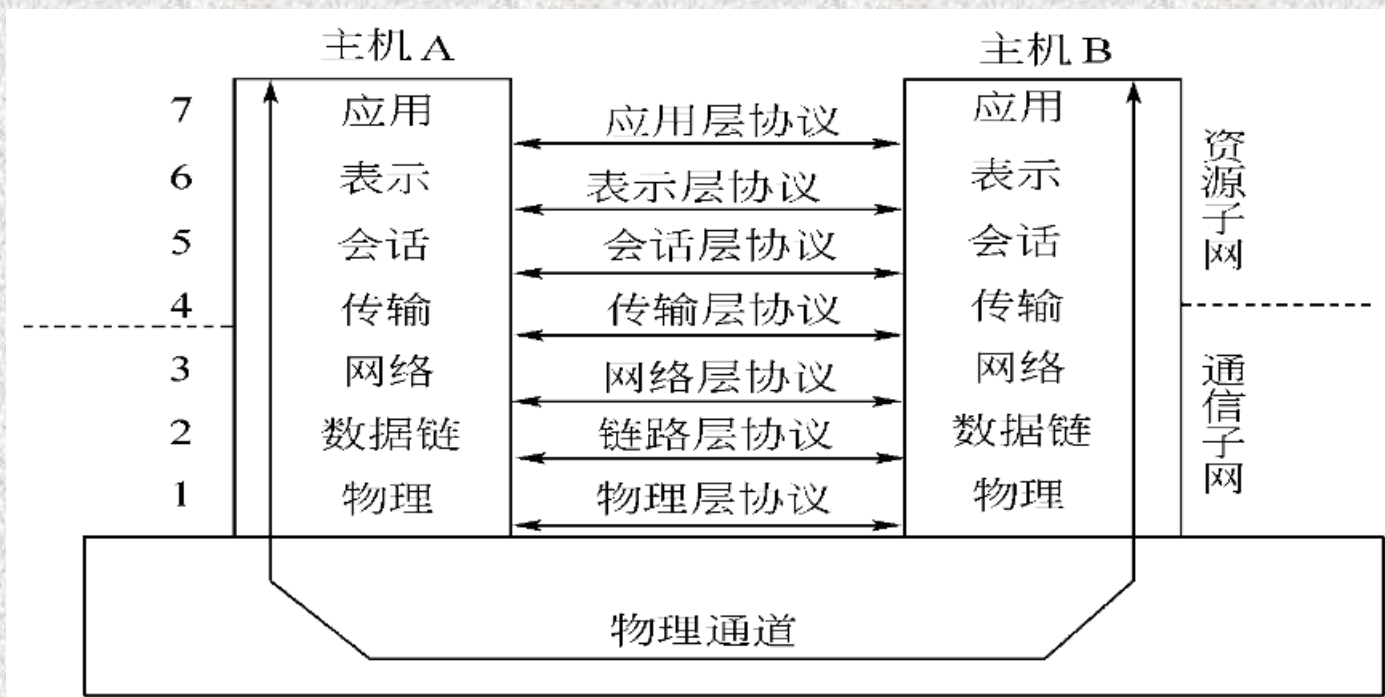 主机 A
主机 B
7
应用
应用层协议
应用
6
表示
表示层协议
表示
5
会话
会话层协议
会话
4
传输
传输层协议
传输
3
网络
网络层协议
网络
2
数据链
链路层协议
数据链
1
物理
物理层协议
物理
资源子网
通信子网
物理通道